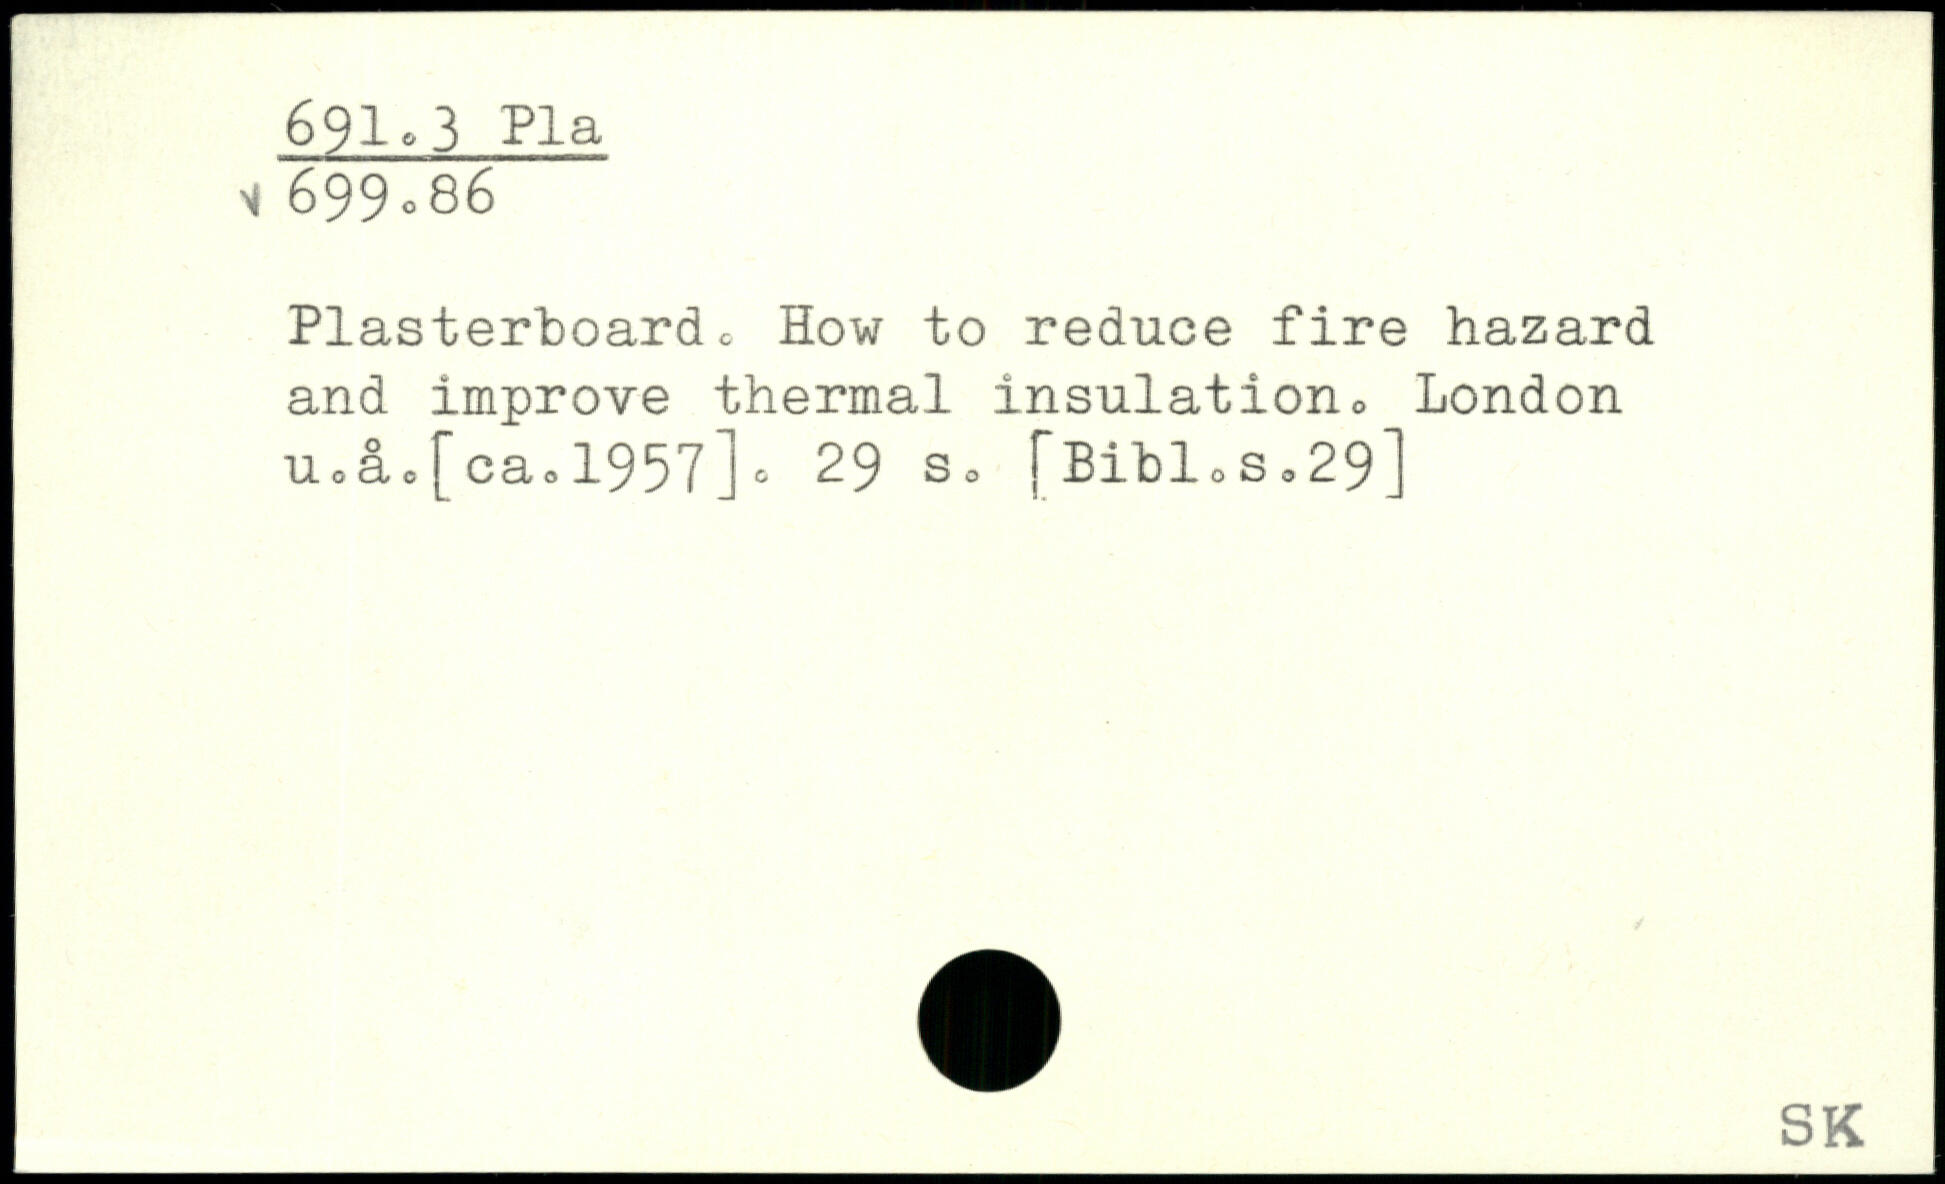 691.3 Pla
v 699.86
Plasterboard. How to reduce fire hazard
and improve thermal insulation. London
u.å.[ca.1957]. 29 s. [Bibl.s.29]
SK